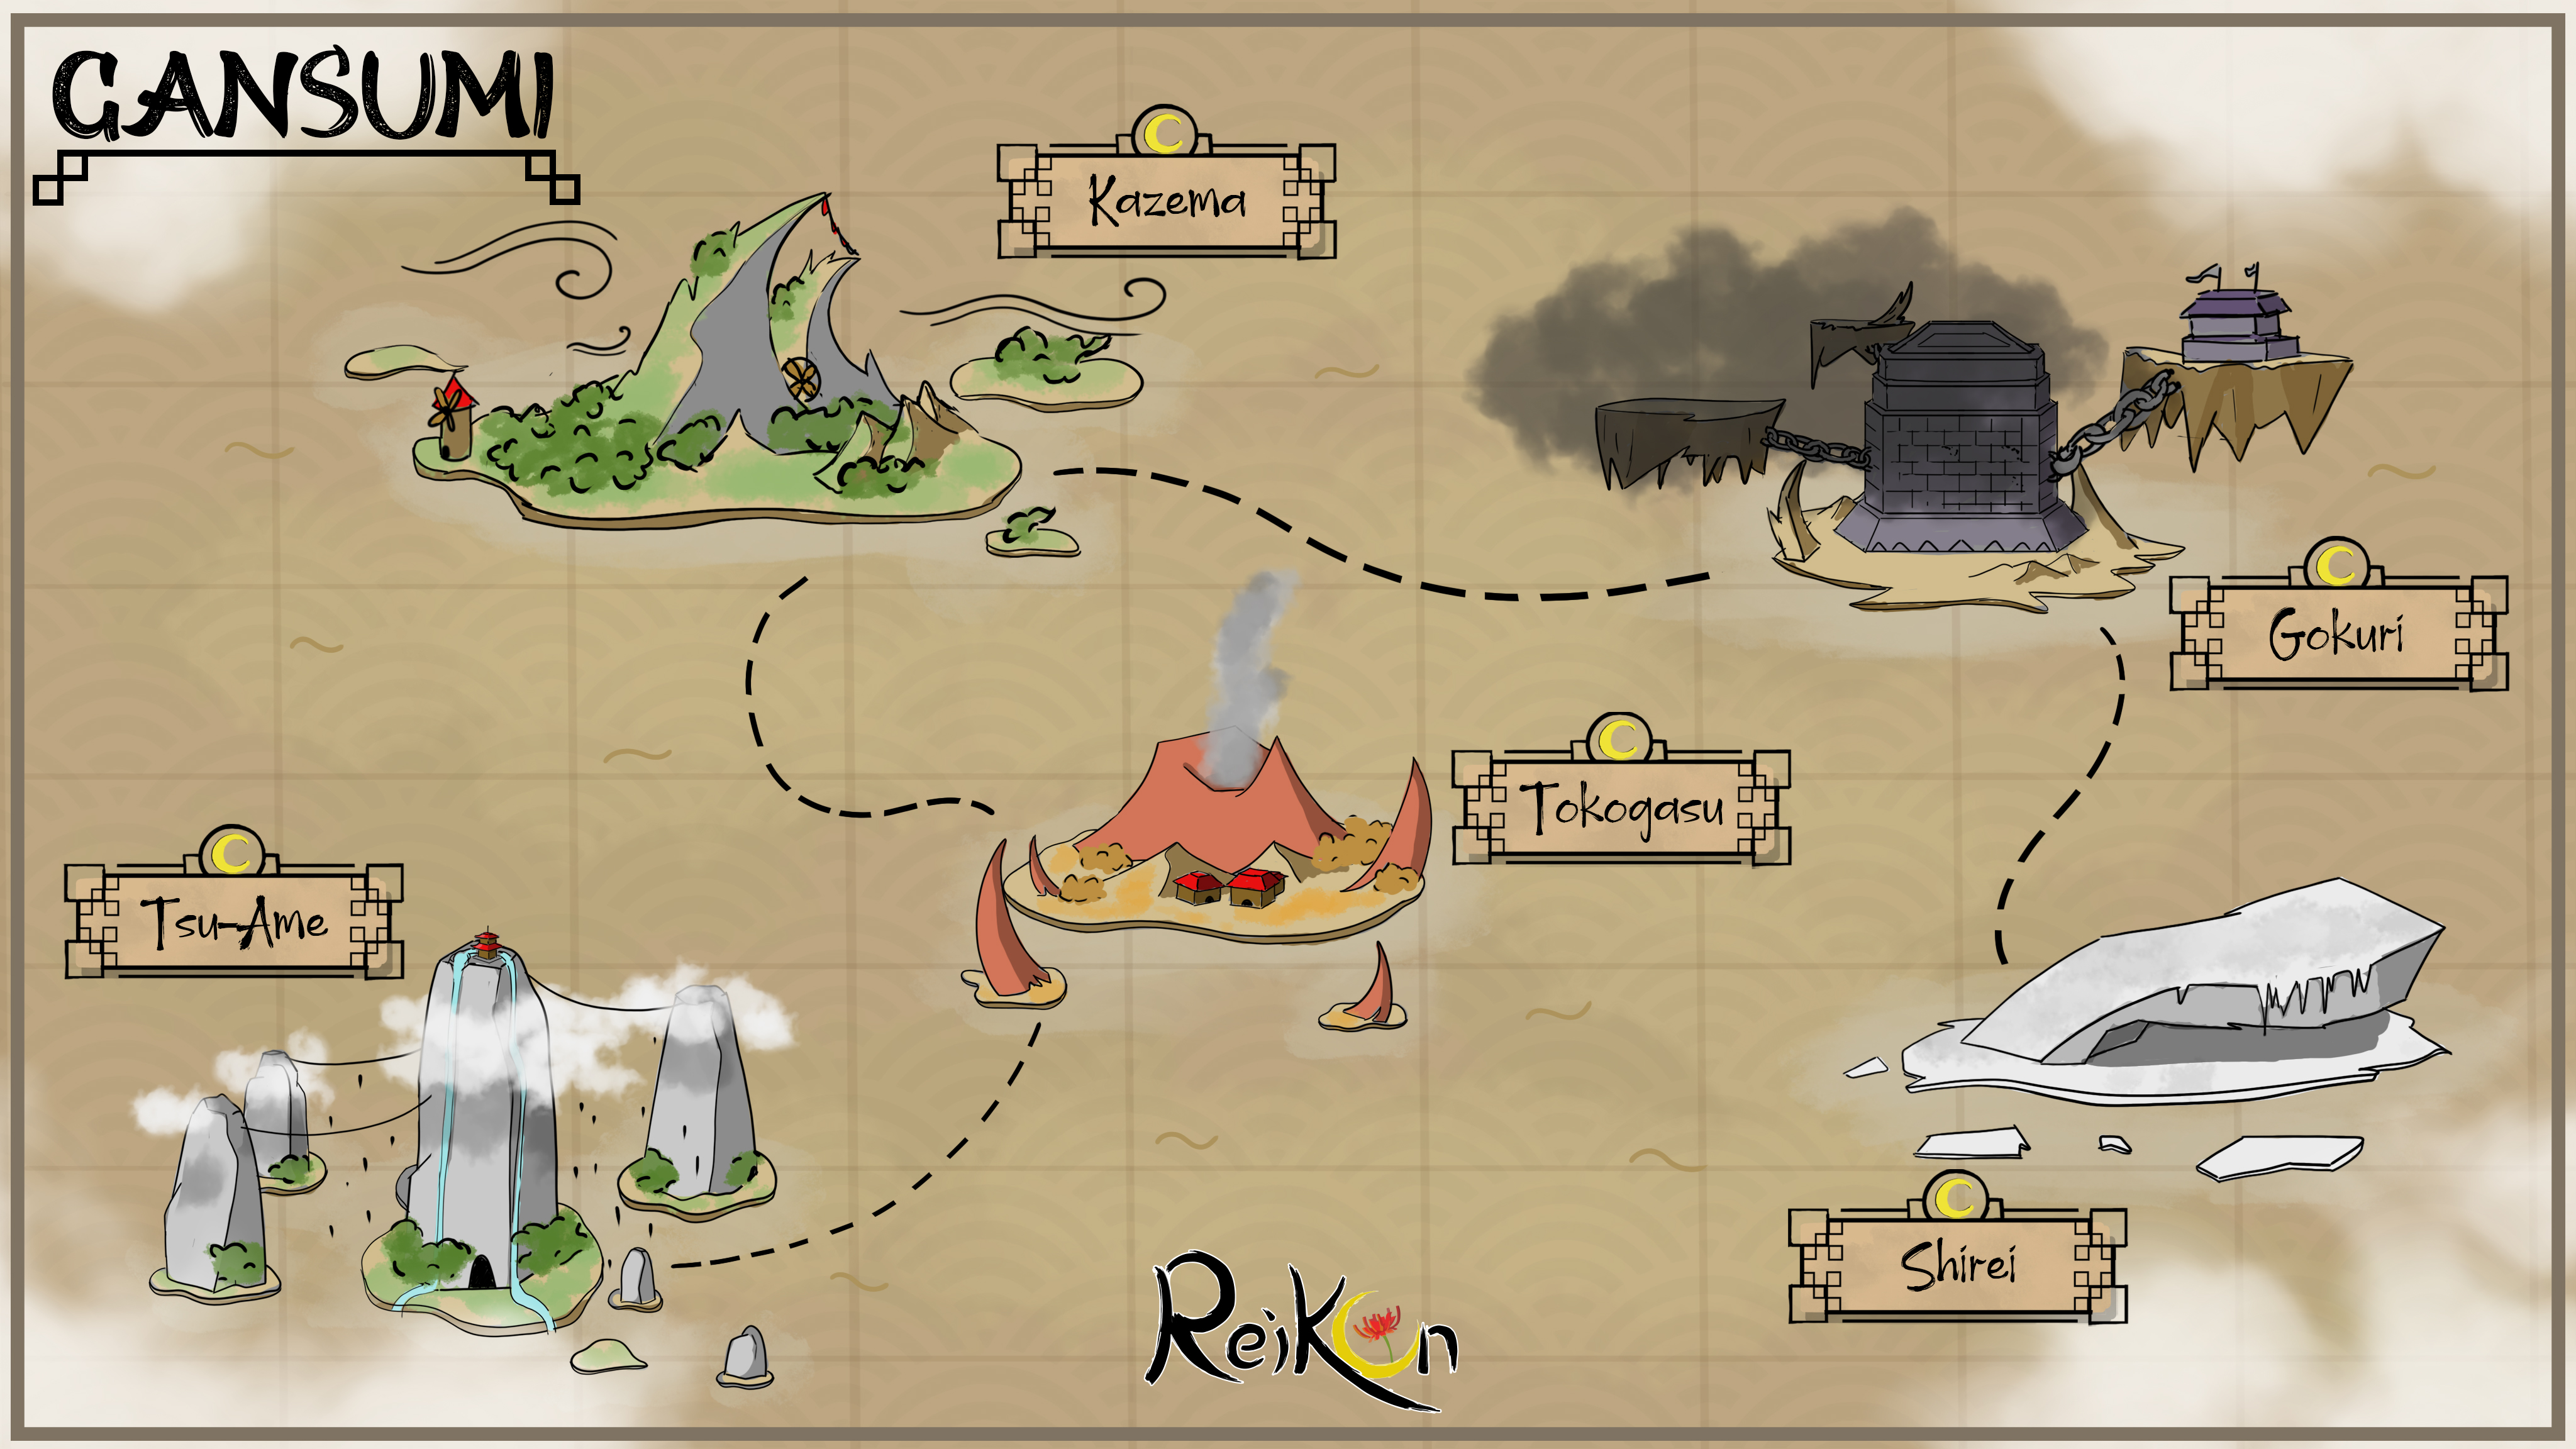 GANSUMI
Kazema
Gokuri
Tokogasu
Tsu-Ame
Shirei
ReiKon